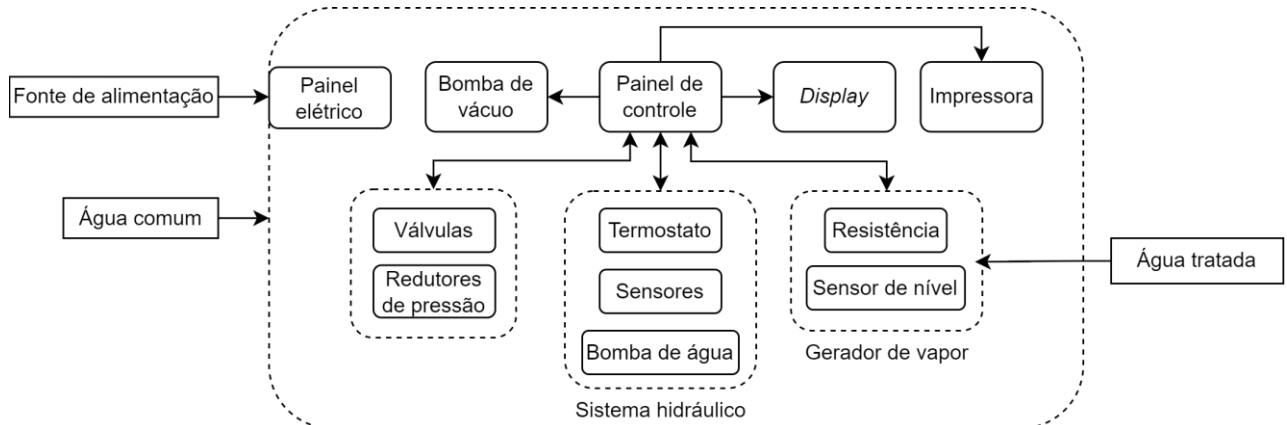 Fonte de alimentação
Painel
elétrico
Bomba de
vácuo
Painel de
controle
Display
Impressora
Água comum
Válvulas
Redutores
de pressão
Termostato
Sensores
Bomba de água
Sistema hidráulico
Resistência
Sensor de nível
Gerador de vapor
Água tratada